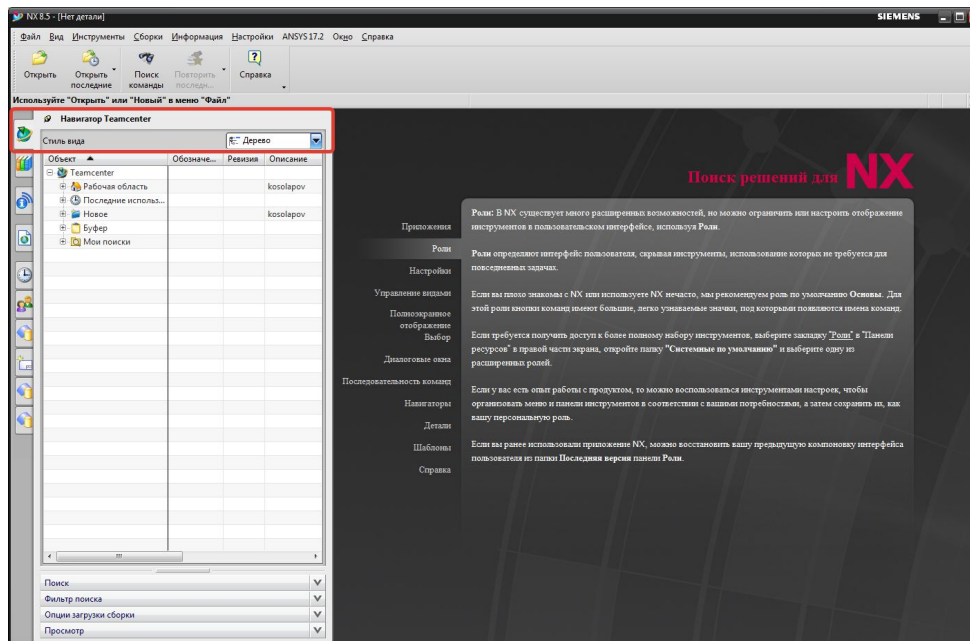 NX 8.5 - [Нет детали]
SIEMENS
Файл Вид Инструменты Сборки Информация Настройки ANSYS 17.2 Окно Справка
Открыть
Открыть последние
Поиск команды
Повторить последн...
Справка
Используйте "Открыть" или "Новый" в меню "Файл"
Навигатор Teamcenter
Стиль вида
Дерево
Объект Обозначе... Ревизия Описание
Teamcenter
Рабочая область kosolapov
Последние использ...
Новое kosolapov
Буфер
Мои поиски
Поиск
Фильтр поиска
Опции загрузки сборки
Просмотр
Поиск решений для NX
Приложения
Роли
Настройки
Управление видами
Полноэкранное
отображение
Выбор
Диалоговые окна
Последовательность команд
Навигаторы
Детали
Шаблоны
Справка
Роли: В NX существует много расширенных возможностей, но можно ограничить или настроить отображение
инструментов в пользовательском интерфейсе, используя Роли.
Роли определяют интерфейс пользователя, скрывая инструменты, использование которых не требуется для
повседневных задачах.
Если вы плохо знакомы с NX или используете NX нечасто, мы рекомендуем роль по умолчанию Основы. Для
этой роли кнопки команд имеют большие, легко узнаваемые значки, под которыми появляются имена команд.
Если требуется получить доступ к более полному набору инструментов, выберите закладку "Роли" в "Панели
ресурсов" в правой части экрана, откройте папку "Системные по умолчанию" и выберите одну из
расширенных ролей.
Если у вас есть опыт работы с продуктом, то можно воспользоваться инструментами настроек, чтобы
организовать меню и панели инструментов в соответствии с вашими потребностями, а затем сохранить их, как
вашу персональную роль.
Если вы ранее использовали приложение NX, можно восстановить вашу предыдущую компоновку интерфейса
пользователя из папки Последняя версия панели Роли.